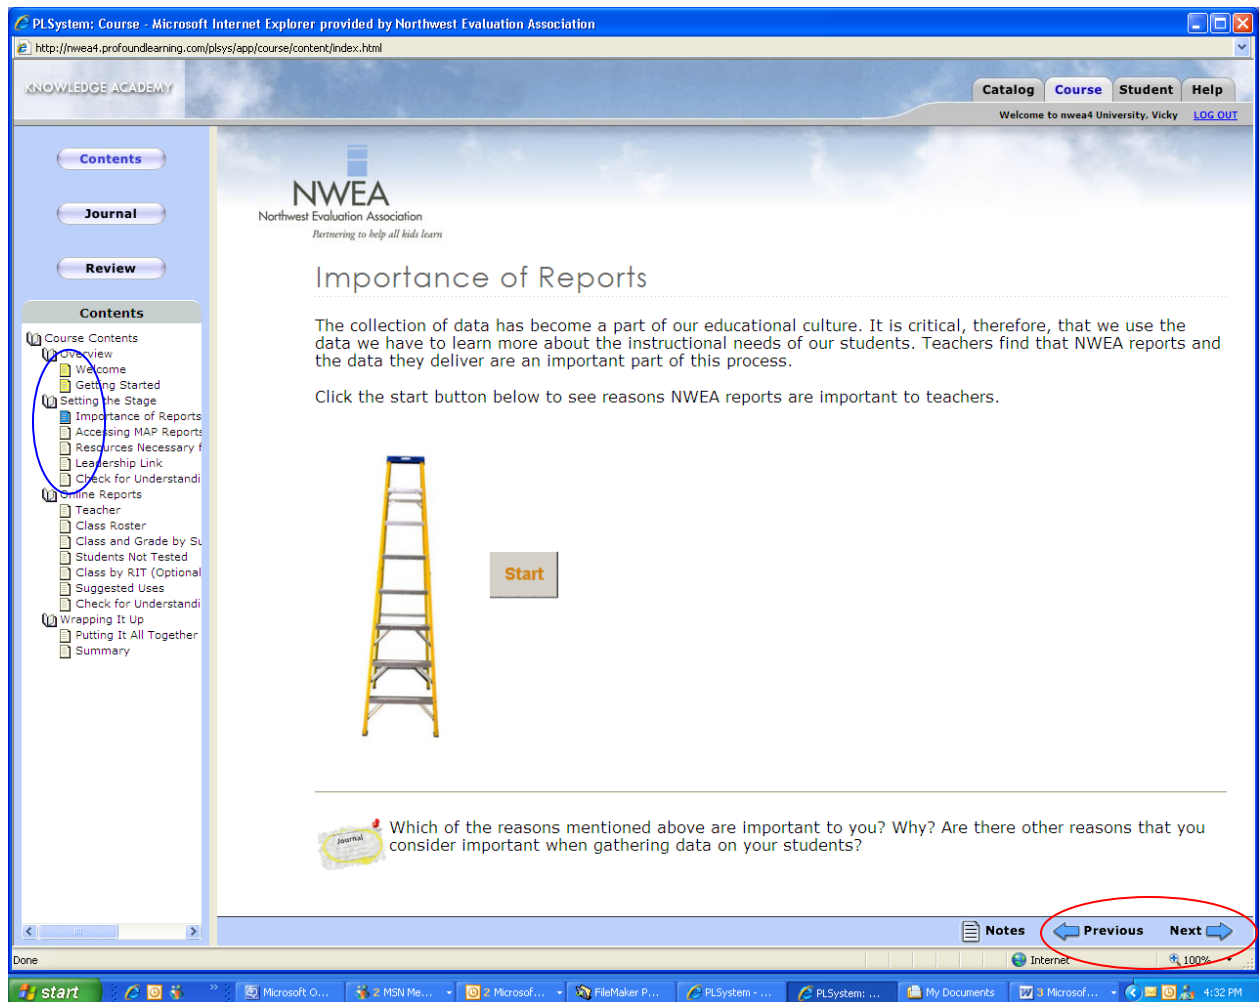 PLSystem: Course - Microsoft Internet Explorer provided by Northwest Evaluation Association
http://nwea4.profoundlearning.com/plsys/app/course/content/index.html
KNOWLEDGE ACADEMY
Catalog Course Student Help
Welcome to nwea4 University, Vicky LOG OUT
Contents
Journal
Review
Contents
Course Contents
Overview
Welcome
Getting Started
Setting the Stage
Importance of Reports
Accessing MAP Reports
Resources Necessary f
Leadership Link
Check for Understandi
Online Reports
Teacher
Class Roster
Class and Grade by Su
Students Not Tested
Class by RIT (Optional
Suggested Uses
Check for Understandi
Wrapping It Up
Putting It All Together
Summary
NWEA
Northwest Evaluation Association
Partnering to help all kids learn
Importance of Reports
The collection of data has become a part of our educational culture. It is critical, therefore, that we use the
data we have to learn more about the instructional needs of our students. Teachers find that NWEA reports and
the data they deliver are an important part of this process.
Click the start button below to see reasons NWEA reports are important to teachers.
Start
Journal
Which of the reasons mentioned above are important to you? Why? Are there other reasons that you
consider important when gathering data on your students?
Notes Previous Next
Done Internet 100%
start Microsoft O... 2 MSN Me... 2 Microsof... FileMaker P... PLSystem - ... PLSystem: ... My Documents 3 Microsof... 4:32 PM